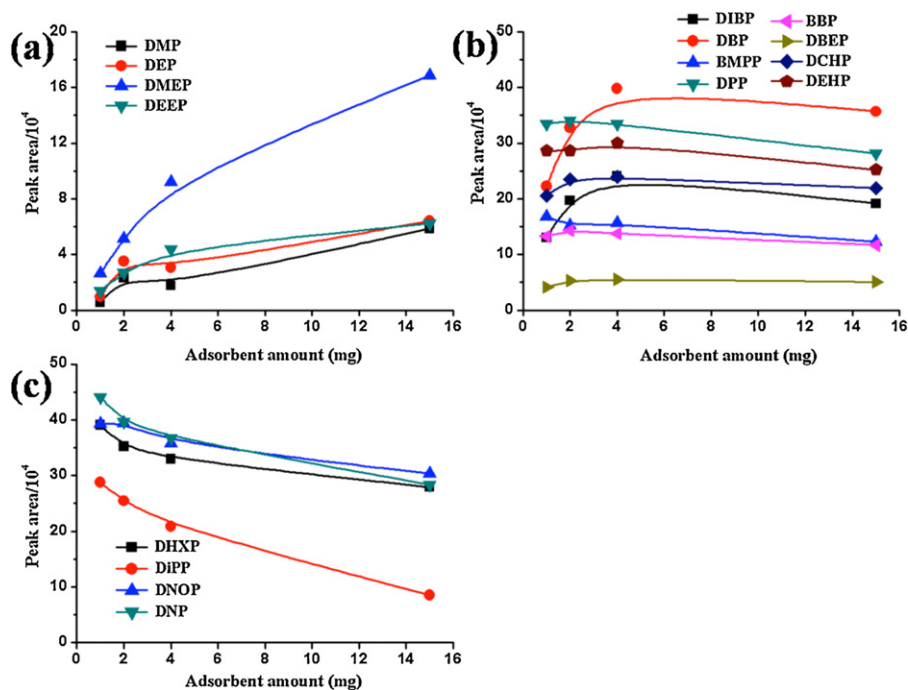 (a)
20
16
12
8
4
0
Peak area/10⁴
DMP
DEP
DMEP
DEEP
0 2 4 6 8 10 12 14 16
Adsorbent amount (mg)
(b)
50
40
30
20
10
0
Peak area/10⁴
DIBP BBP
DBP DBEP
BMPP DCHP
DPP DEHP
0 2 4 6 8 10 12 14 16
Adsorbent amount (mg)
(c)
50
40
30
20
10
0
Peak area/10⁴
DHXP
DiPP
DNOP
DNP
0 2 4 6 8 10 12 14 16
Adsorbent amount (mg)